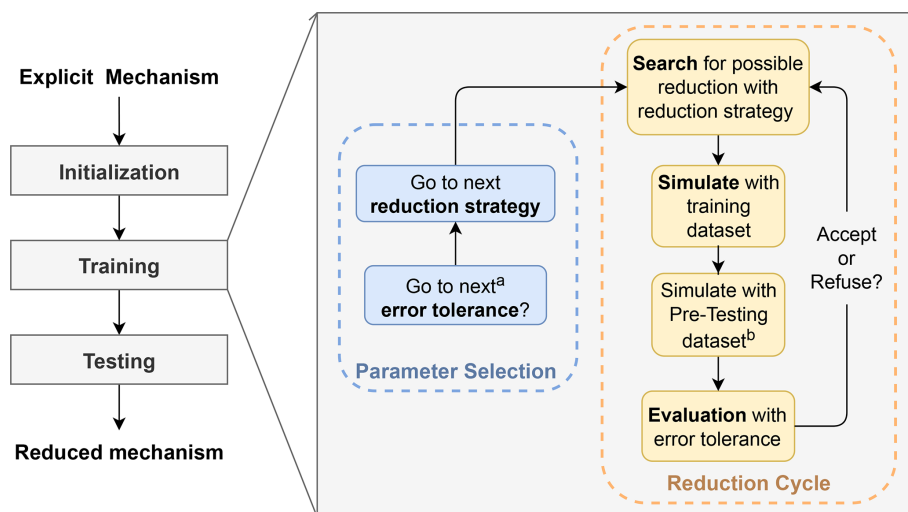 Explicit Mechanism
Initialization
Training
Testing
Reduced mechanism
Go to next
reduction strategy
Go to nextᵃ
error tolerance?
Parameter Selection
Search for possible
reduction with
reduction strategy
Simulate with
training
dataset
Simulate with
Pre-Testing
datasetᵇ
Evaluation with
error tolerance
Accept
or
Refuse?
Reduction Cycle